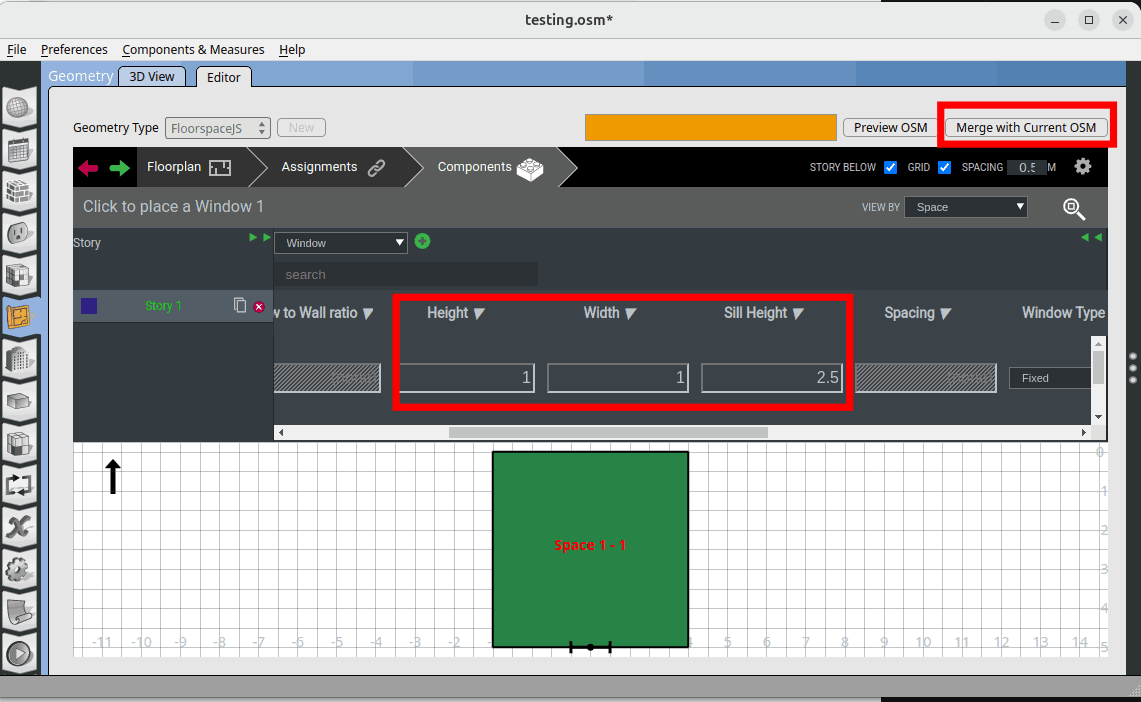 testing.osm*
File Preferences Components & Measures Help
Geometry 3D View Editor
Geometry Type FloorspaceJS New Preview OSM Merge with Current OSM
Floorplan Assignments Components STORY BELOW GRID SPACING 0.5 M
Click to place a Window 1 VIEW BY Space
Story Window
search
Story 1
w to Wall ratio Height Width Sill Height Spacing Window Type
1 1 2.5 Fixed
0
1
2
Space 1 - 1
3
4
-11 -10 -9 -8 -7 -6 -5 -4 -3 -2 5 6 7 8 9 10 11 12 13 14 5